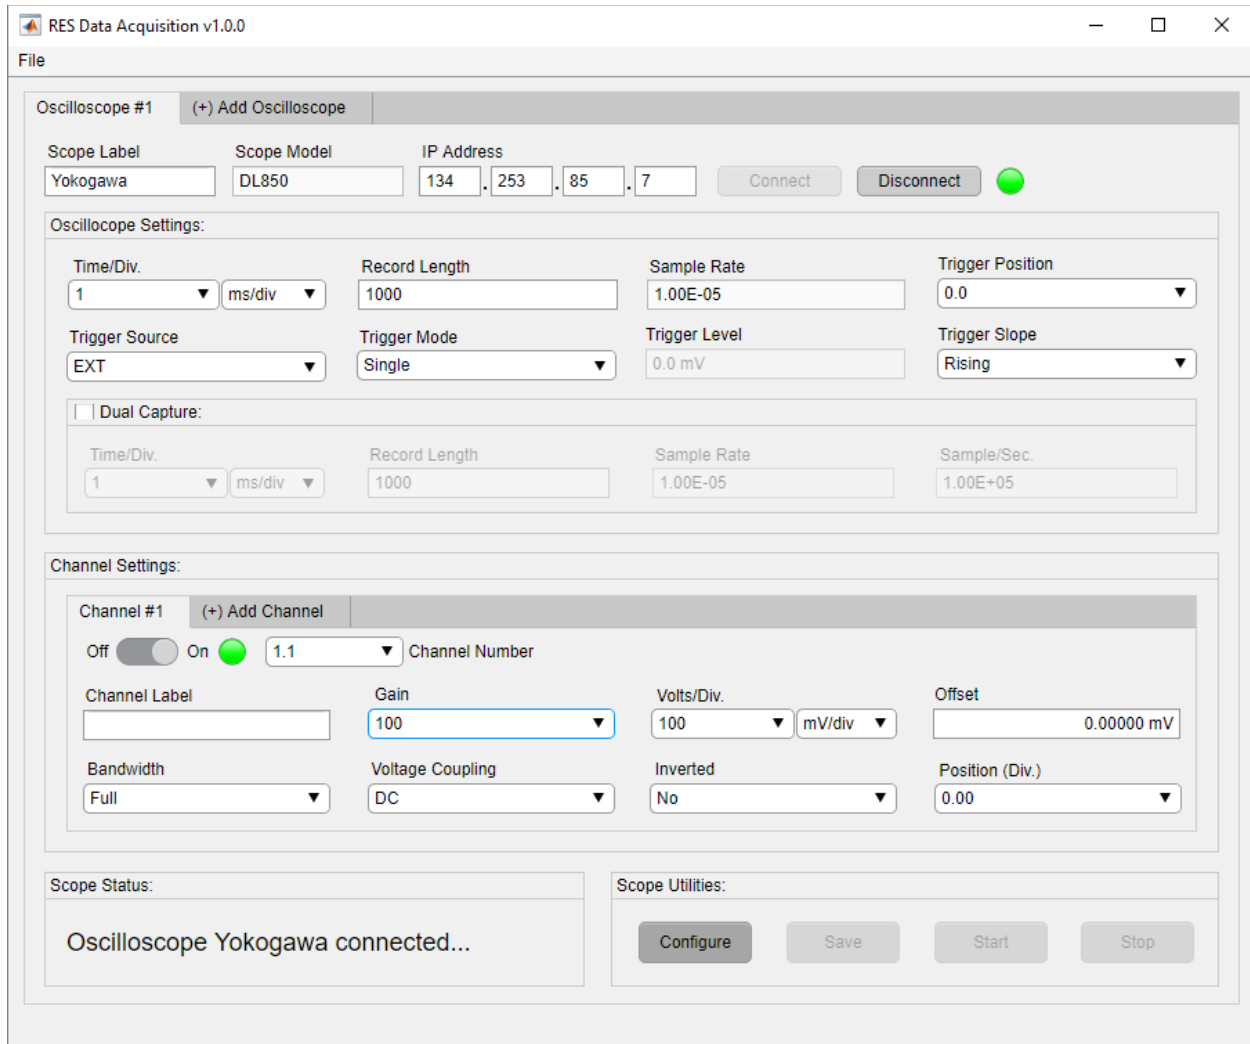 RES Data Acquisition v1.0.0
File
Oscilloscope #1 (+) Add Oscilloscope
Scope Label Scope Model IP Address
Yokogawa DL850 134 . 253 . 85 . 7 Connect Disconnect
Oscillocope Settings:
Time/Div. Record Length Sample Rate Trigger Position
1 ms/div 1000 1.00E-05 0.0
Trigger Source Trigger Mode Trigger Level Trigger Slope
EXT Single 0.0 mV Rising
Dual Capture:
Time/Div. Record Length Sample Rate Sample/Sec.
1 ms/div 1000 1.00E-05 1.00E+05
Channel Settings:
Channel #1 (+) Add Channel
Off On 1.1 Channel Number
Channel Label Gain Volts/Div. Offset
100 100 mV/div 0.00000 mV
Bandwidth Voltage Coupling Inverted Position (Div.)
Full DC No 0.00
Scope Status: Scope Utilities:
Oscilloscope Yokogawa connected... Configure Save Start Stop